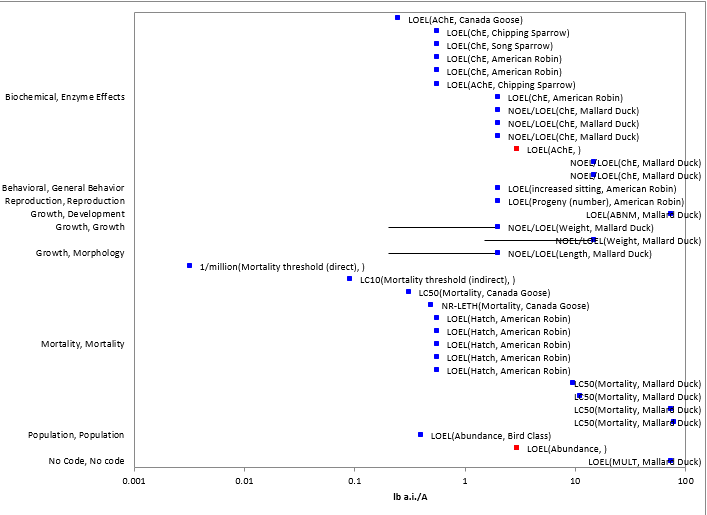 LOEL(AChE, Canada Goose)
LOEL(ChE, Chipping Sparrow)
LOEL(ChE, Song Sparrow)
LOEL(ChE, American Robin)
LOEL(ChE, American Robin)
LOEL(AChE, Chipping Sparrow)
Biochemical, Enzyme Effects
LOEL(ChE, American Robin)
NOEL/LOEL(ChE, Mallard Duck)
NOEL/LOEL(ChE, Mallard Duck)
NOEL/LOEL(ChE, Mallard Duck)
LOEL(AChE, )
NOEL/LOEL(ChE, Mallard Duck)
NOEL/LOEL(ChE, Mallard Duck)
Behavioral, General Behavior
LOEL(increased sitting, American Robin)
Reproduction, Reproduction
LOEL(Progeny (number), American Robin)
Growth, Development
LOEL(ABNM, Mallard Duck)
Growth, Growth
NOEL/LOEL(Weight, Mallard Duck)
NOEL/LOEL(Weight, Mallard Duck)
Growth, Morphology
NOEL/LOEL(Length, Mallard Duck)
1/million(Mortality threshold (direct), )
LC10(Mortality threshold (indirect), )
LC50(Mortality, Canada Goose)
NR-LETH(Mortality, Canada Goose)
LOEL(Hatch, American Robin)
LOEL(Hatch, American Robin)
Mortality, Mortality
LOEL(Hatch, American Robin)
LOEL(Hatch, American Robin)
LOEL(Hatch, American Robin)
LC50(Mortality, Mallard Duck)
LC50(Mortality, Mallard Duck)
LC50(Mortality, Mallard Duck)
LC50(Mortality, Mallard Duck)
Population, Population
LOEL(Abundance, Bird Class)
LOEL(Abundance, )
No Code, No code
LOEL(MULT, Mallard Duck)
0.001 0.01 0.1 1 10 100
lb a.i./A